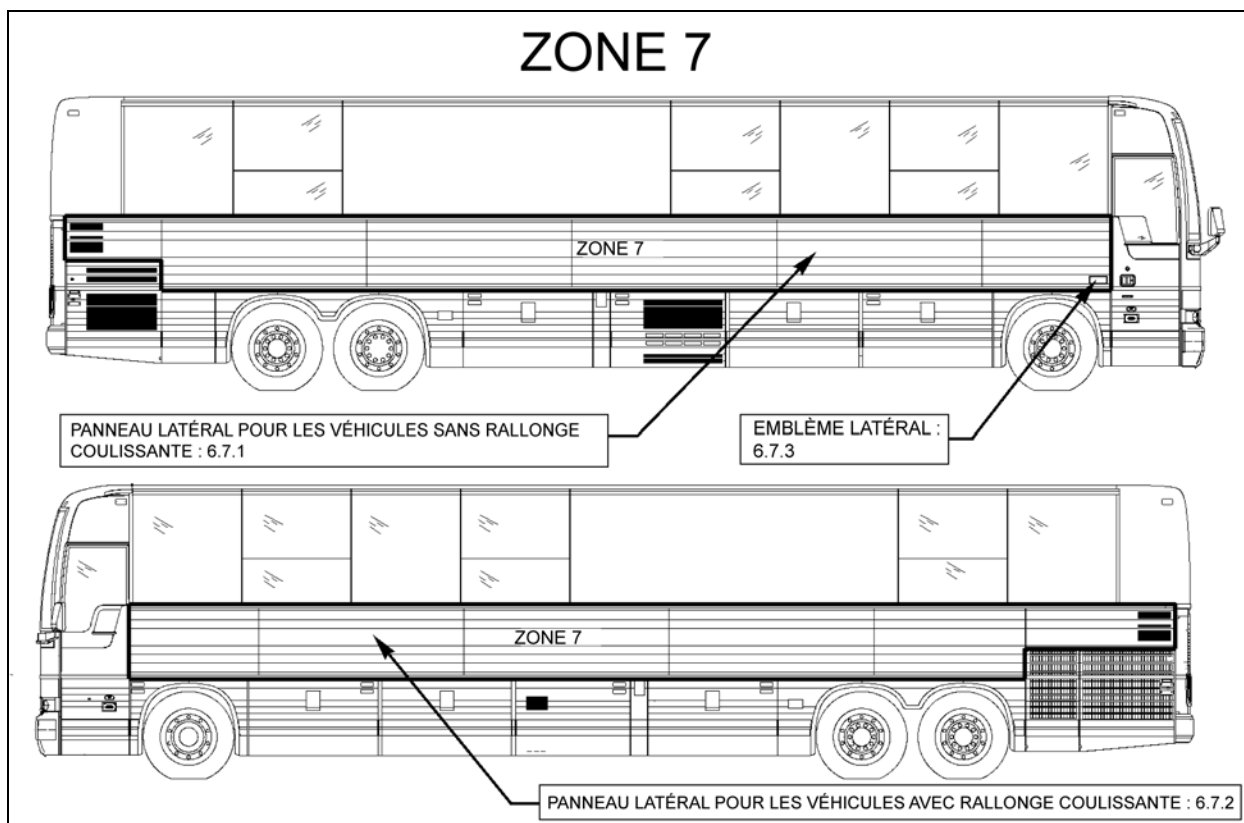 ZONE 7
ZONE 7
PANNEAU LATÉRAL POUR LES VÉHICULES SANS RALLONGE
COULISSANTE : 6.7.1
EMBLÈME LATÉRAL :
6.7.3
ZONE 7
PANNEAU LATÉRAL POUR LES VÉHICULES AVEC RALLONGE COULISSANTE : 6.7.2